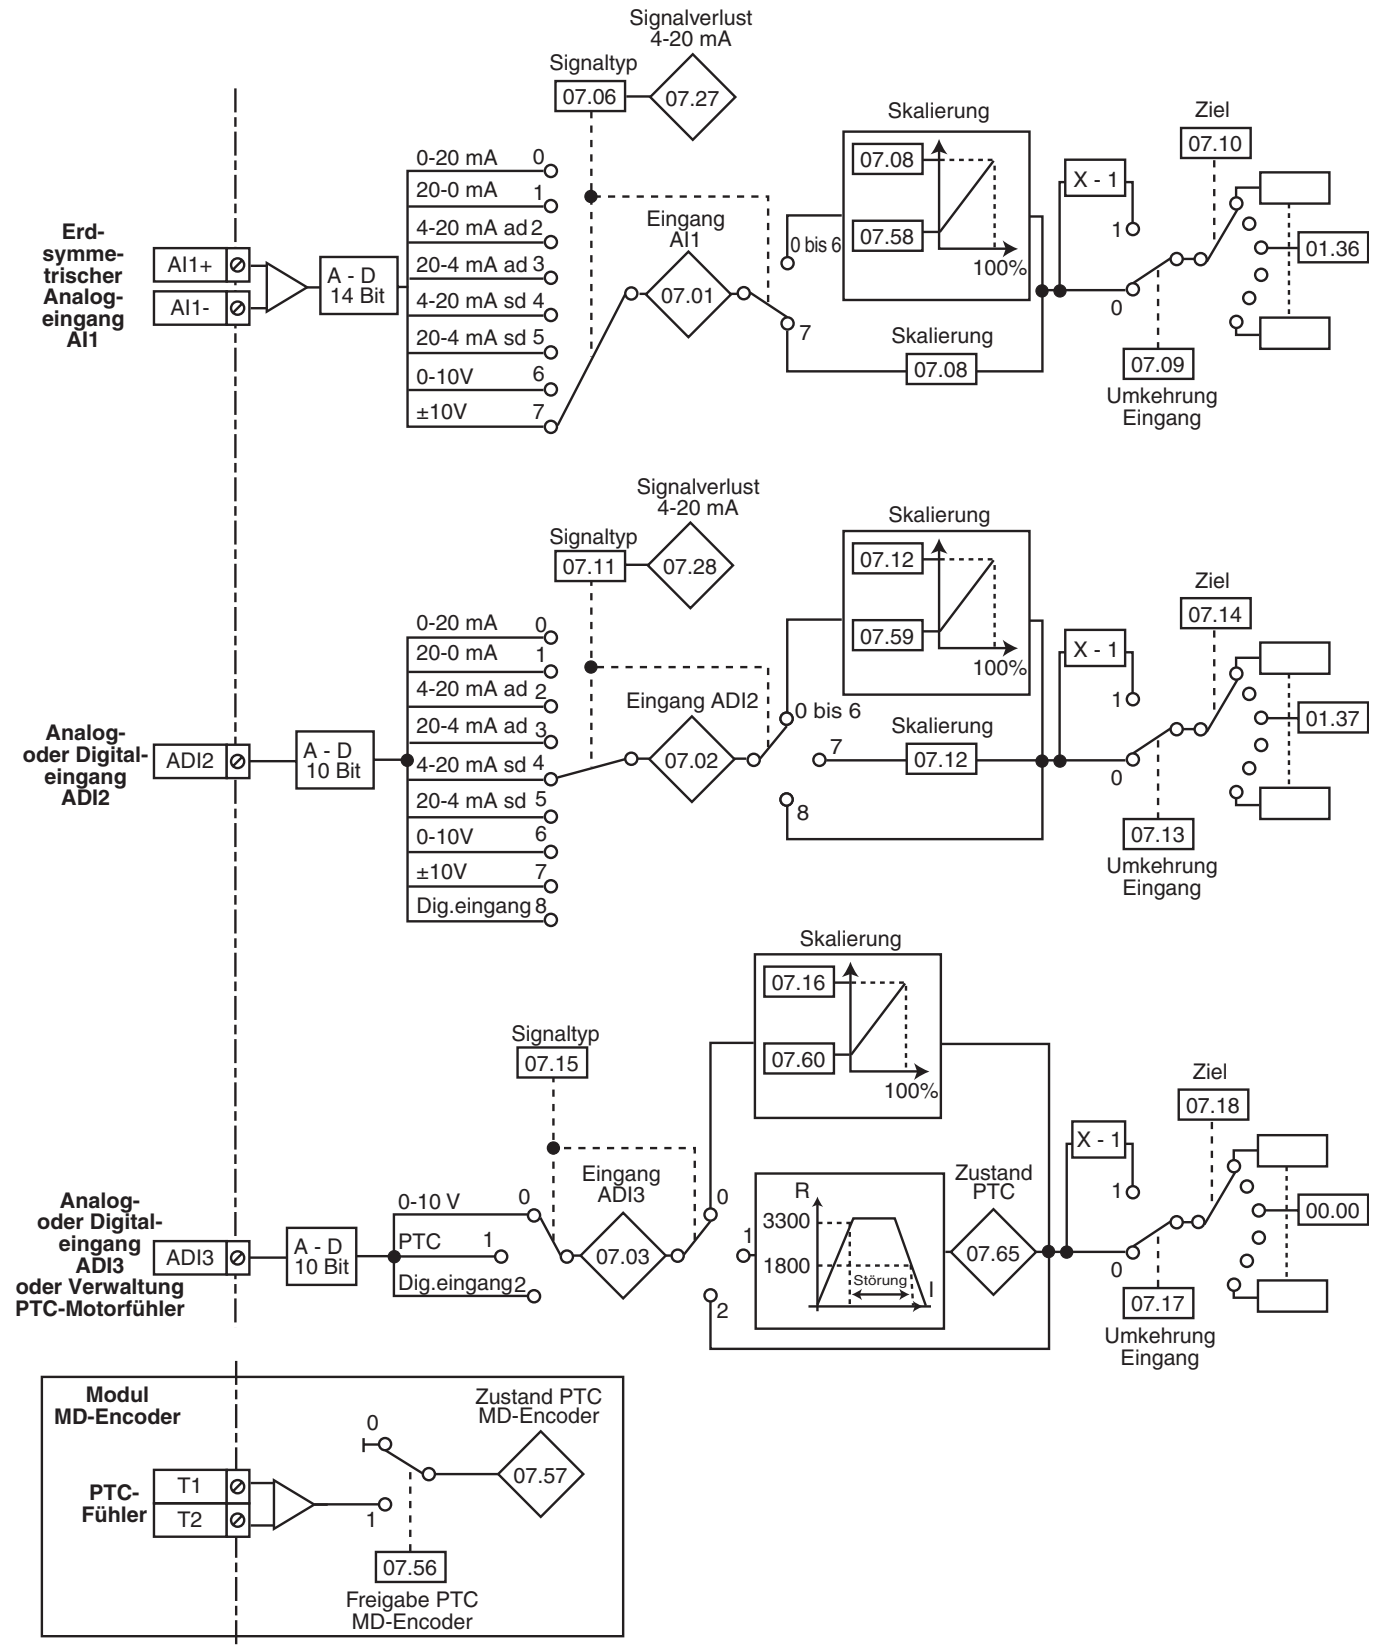 Signalverlust
4-20 mA
Signaltyp
07.06
07.27
Skalierung
Ziel
07.10
0-20 mA 0
20-0 mA 1
4-20 mA ad 2
20-4 mA ad 3
4-20 mA sd 4
20-4 mA sd 5
0-10V 6
±10V 7
Erd-
symme-
trischer
Analog-
eingang
AI1
AI1+
AI1-
A - D
14 Bit
Eingang
AI1
07.01
0 bis 6
7
07.08
07.58
100%
Skalierung
07.08
X - 1
1
0
01.36
07.09
Umkehrung
Eingang
Signalverlust
4-20 mA
Signaltyp
07.11
07.28
Skalierung
Ziel
07.14
0-20 mA 0
20-0 mA 1
4-20 mA ad 2
20-4 mA ad 3
4-20 mA sd 4
20-4 mA sd 5
0-10V 6
±10V 7
Dig.eingang 8
Analog-
oder Digital-
eingang
ADI2
ADI2
A - D
10 Bit
Eingang ADI2
07.02
0 bis 6
7
8
07.12
07.59
100%
Skalierung
07.12
X - 1
1
0
01.37
07.13
Umkehrung
Eingang
Skalierung
07.16
07.60
100%
Signaltyp
07.15
Ziel
07.18
Analog-
oder Digital-
eingang
ADI3
oder Verwaltung
PTC-Motorfühler
ADI3
A - D
10 Bit
0-10 V 0
PTC 1
Dig.eingang 2
Eingang
ADI3
07.03
0
1
2
R
3300
1800
Störung
I
Zustand
PTC
07.65
X - 1
1
0
00.00
07.17
Umkehrung
Eingang
Modul
MD-Encoder
PTC-
Fühler
T1
T2
0
1
Zustand PTC
MD-Encoder
07.57
07.56
Freigabe PTC
MD-Encoder